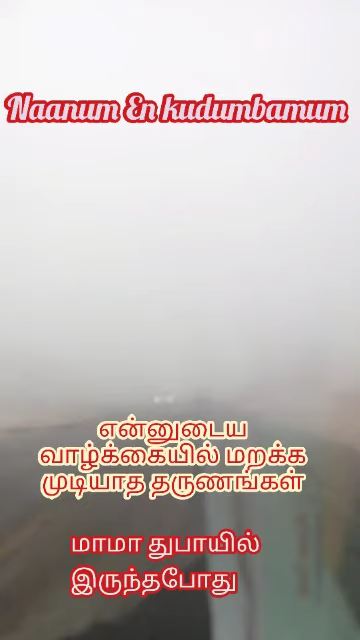 Naanum En kudumbamum
என்னுடைய
வாழ்க்கையில் மறக்க
முடியாத தருணங்கள்
மாமா துபாயில்
இருந்தபோது